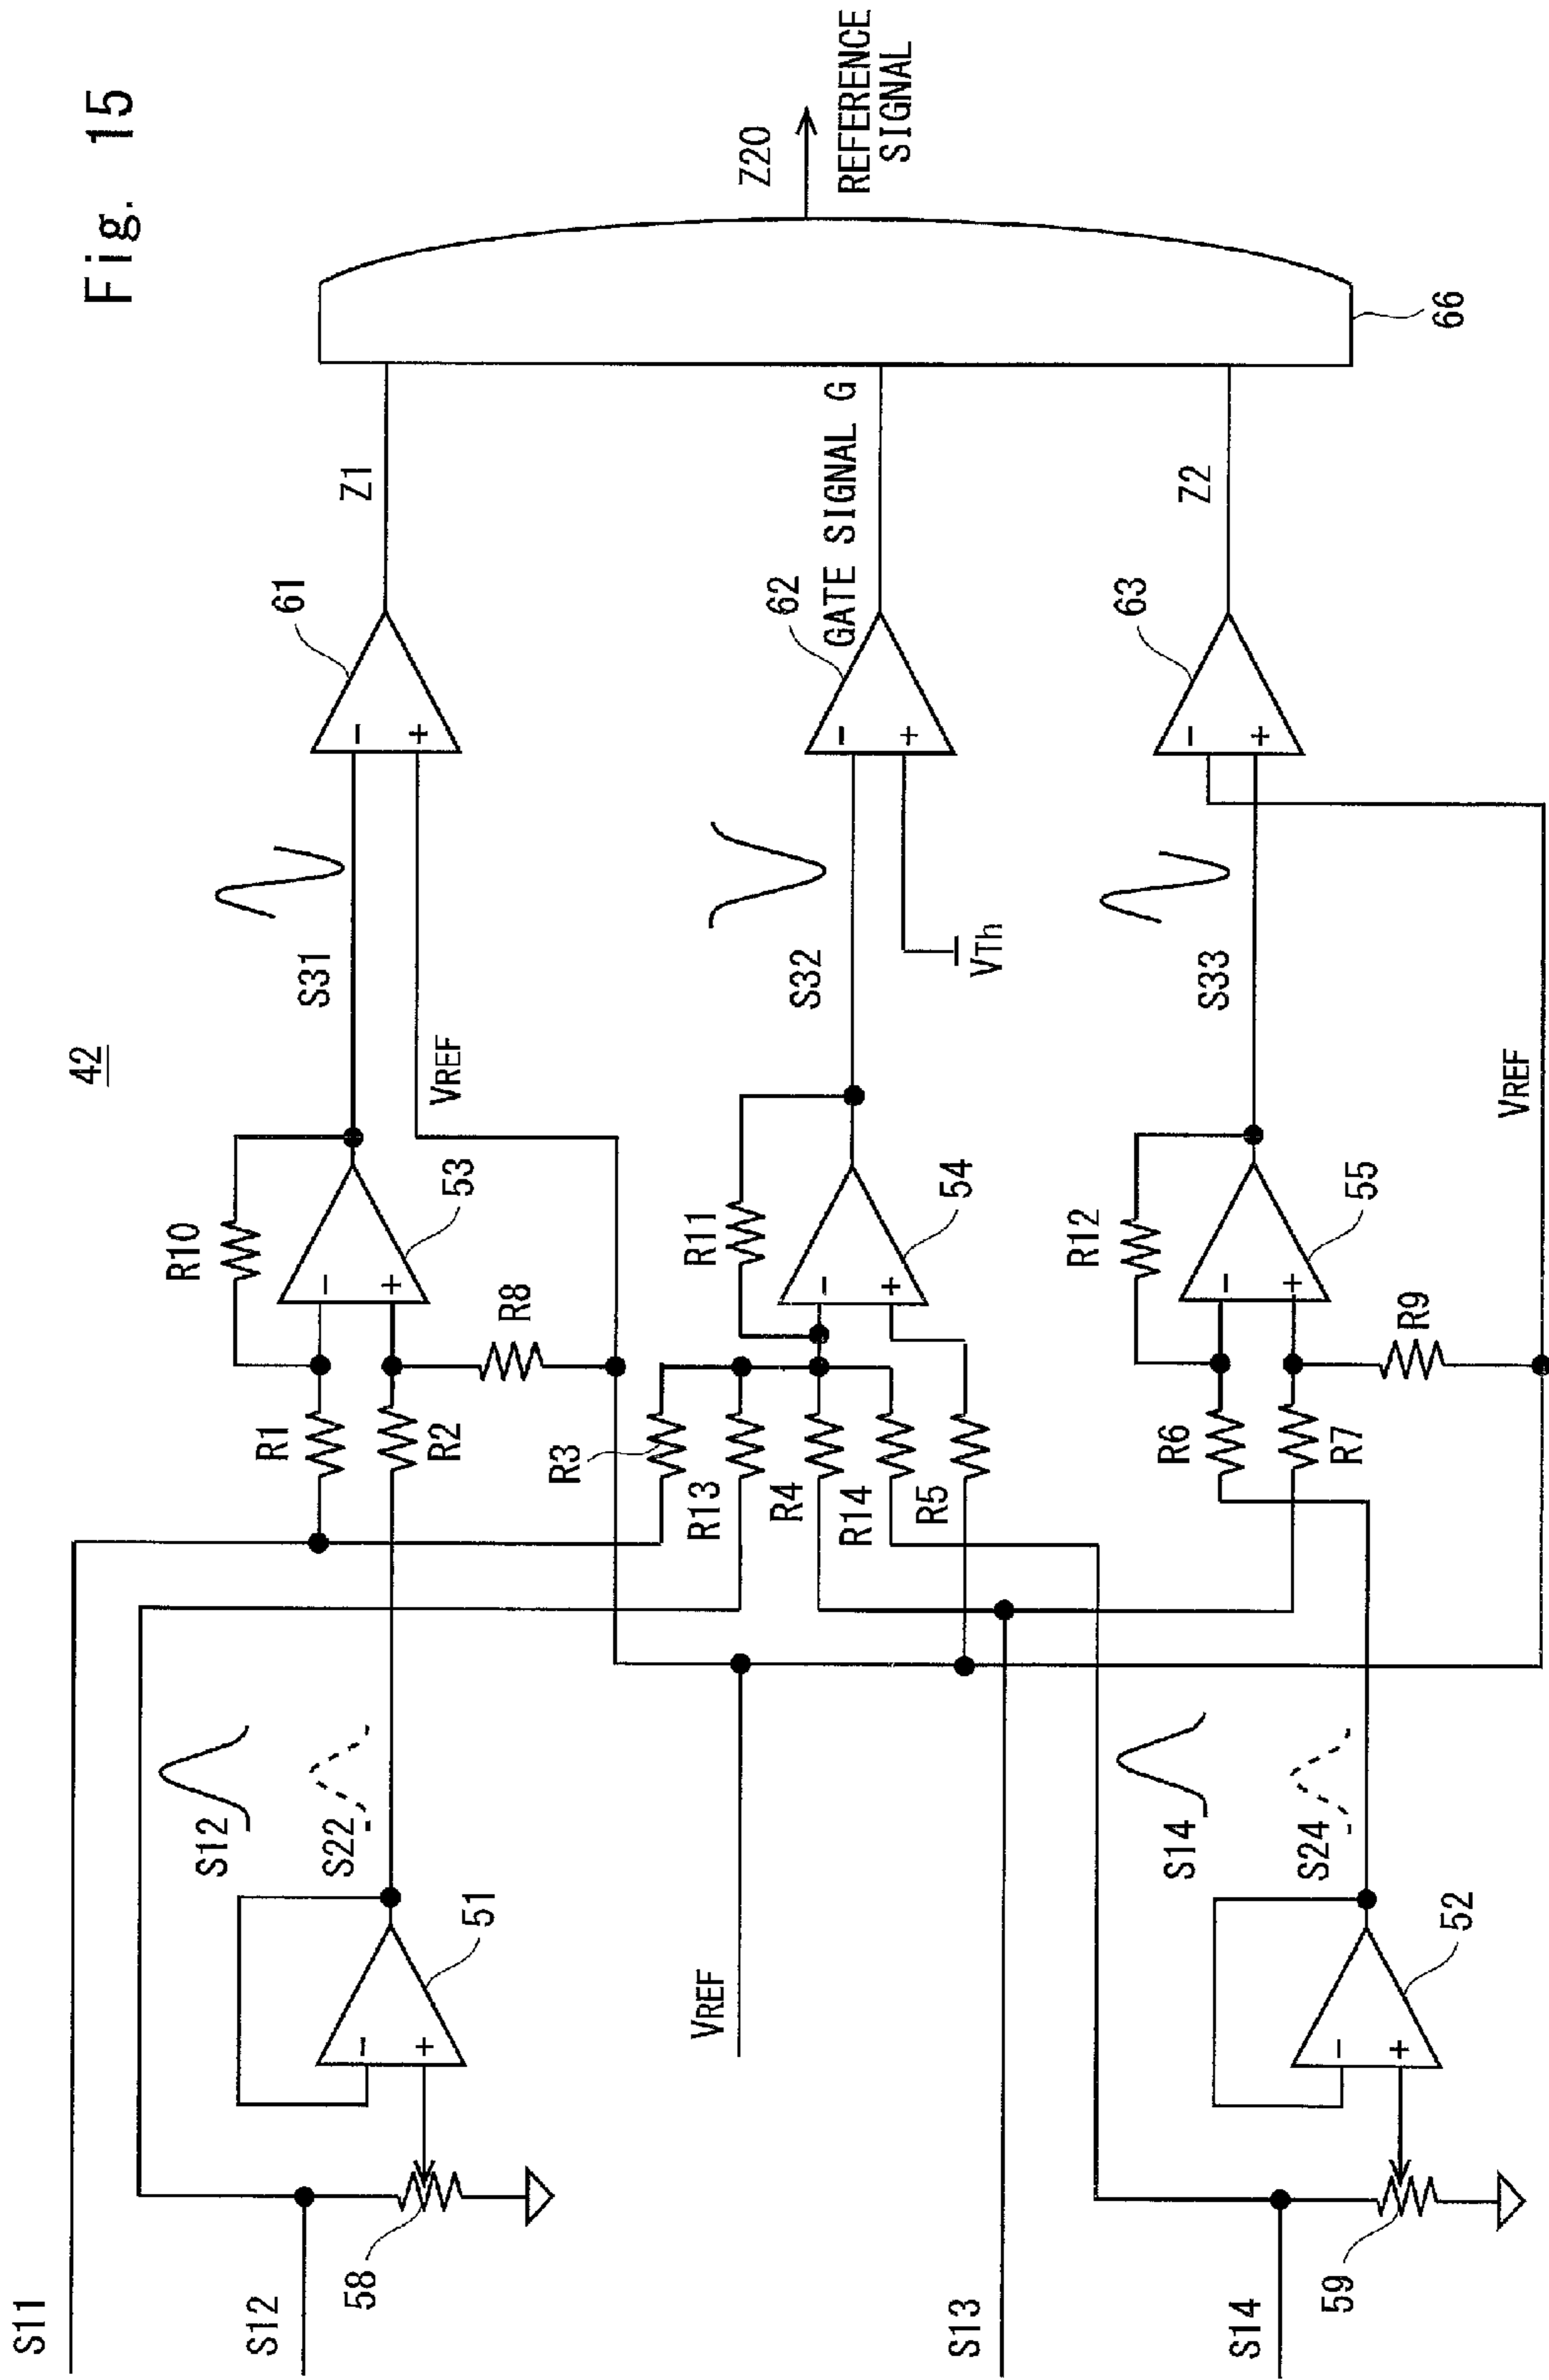 Fig. 15
42
S11
S12
58
51
S12
S22
R1
R2
R10
53
R8
VREF
S31
61
Z1
VREF
R3
R13
R4
R14
R5
R11
54
S32
VTh
62
GATE SIGNAL G
Z20
REFERENCE
SIGNAL
66
S13
S14
59
52
S14
S24
R6
R7
R12
55
R9
VREF
S33
63
Z2